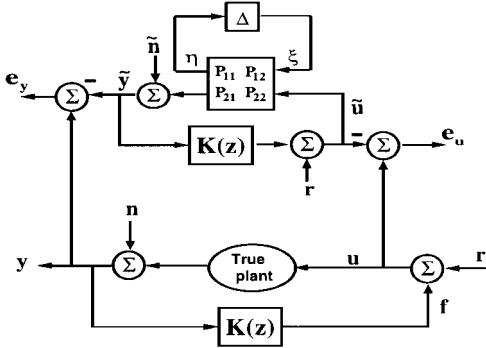 Δ
η
ξ
ñ
P11 P12
P21 P22
e_y
Σ
−
ỹ
Σ
ũ
K(z)
Σ
−
Σ
e_u
r
n
y
Σ
True
plant
u
Σ
r
f
K(z)